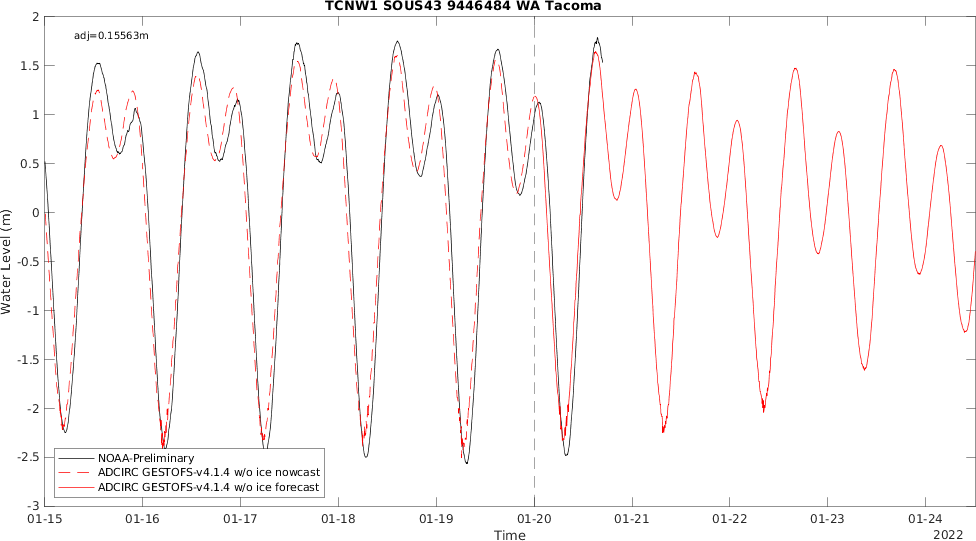 TCNW1 SOUS43 9446484 WA Tacoma
adj=0.15563m
2
1.5
1
0.5
0
-0.5
-1
-1.5
-2
-2.5
-3
Water Level (m)
NOAA-Preliminary
ADCIRC GESTOFS-v4.1.4 w/o ice nowcast
ADCIRC GESTOFS-v4.1.4 w/o ice forecast
01-15 01-16 01-17 01-18 01-19 01-20 01-21 01-22 01-23 01-24
Time
2022